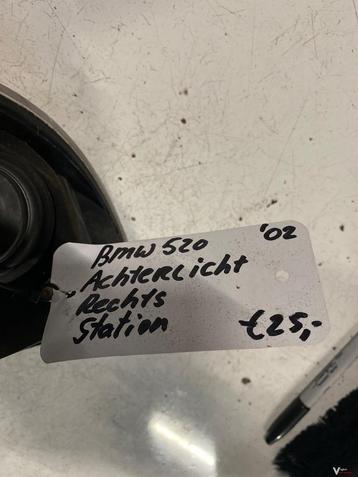 BMW 520 '02
Achterlicht
Rechts
Station €25,-